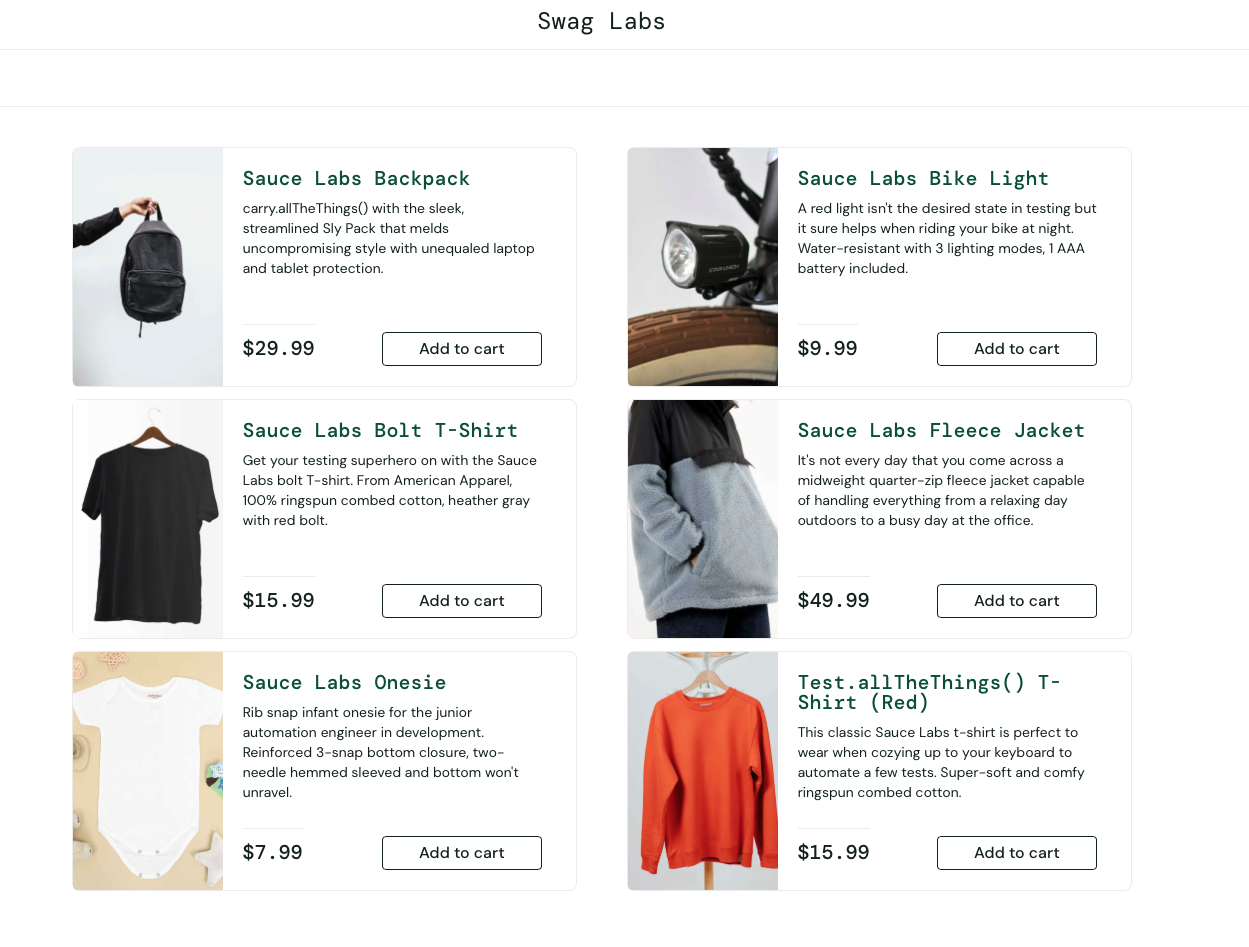 Swag Labs
Sauce Labs Backpack
carry.allTheThings() with the sleek,
streamlined Sly Pack that melds
uncompromising style with unequaled laptop
and tablet protection.
$29.99
Add to cart
Sauce Labs Bike Light
A red light isn't the desired state in testing but
it sure helps when riding your bike at night.
Water-resistant with 3 lighting modes, 1 AAA
battery included.
STAR UNION
$9.99
Add to cart
Sauce Labs Bolt T-Shirt
Get your testing superhero on with the Sauce
Labs bolt T-shirt. From American Apparel,
100% ringspun combed cotton, heather gray
with red bolt.
$15.99
Add to cart
Sauce Labs Fleece Jacket
It's not every day that you come across a
midweight quarter-zip fleece jacket capable
of handling everything from a relaxing day
outdoors to a busy day at the office.
$49.99
Add to cart
Sauce Labs Onesie
Rib snap infant onesie for the junior
automation engineer in development.
Reinforced 3-snap bottom closure, two-
needle hemmed sleeved and bottom won't
unravel.
$7.99
Add to cart
Test.allTheThings() T-
Shirt (Red)
This classic Sauce Labs t-shirt is perfect to
wear when cozying up to your keyboard to
automate a few tests. Super-soft and comfy
ringspun combed cotton.
$15.99
Add to cart